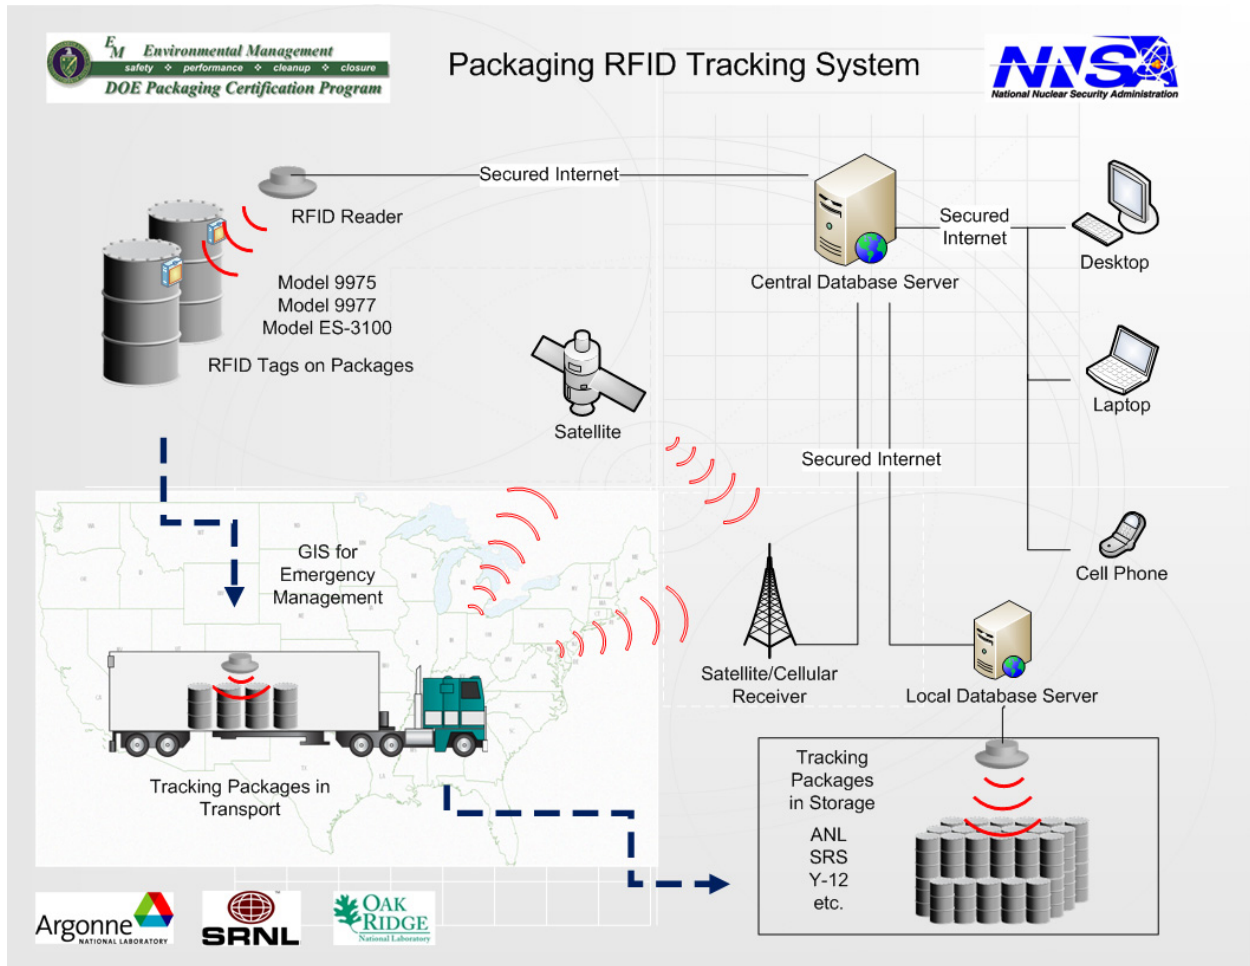 EM Environmental Management
safety ❖ performance ❖ cleanup ❖ closure
DOE Packaging Certification Program
Packaging RFID Tracking System
NNSA
National Nuclear Security Administration
RFID Reader
Secured Internet
Model 9975
Model 9977
Model ES-3100
RFID Tags on Packages
Central Database Server
Secured
Internet
Desktop
Laptop
Cell Phone
Satellite
Secured Internet
GIS for
Emergency
Management
Satellite/Cellular
Receiver
Local Database Server
Tracking Packages in
Transport
Tracking
Packages
in Storage
ANL
SRS
Y-12
etc.
Argonne
NATIONAL LABORATORY
SRNL
OAK
RIDGE
National Laboratory